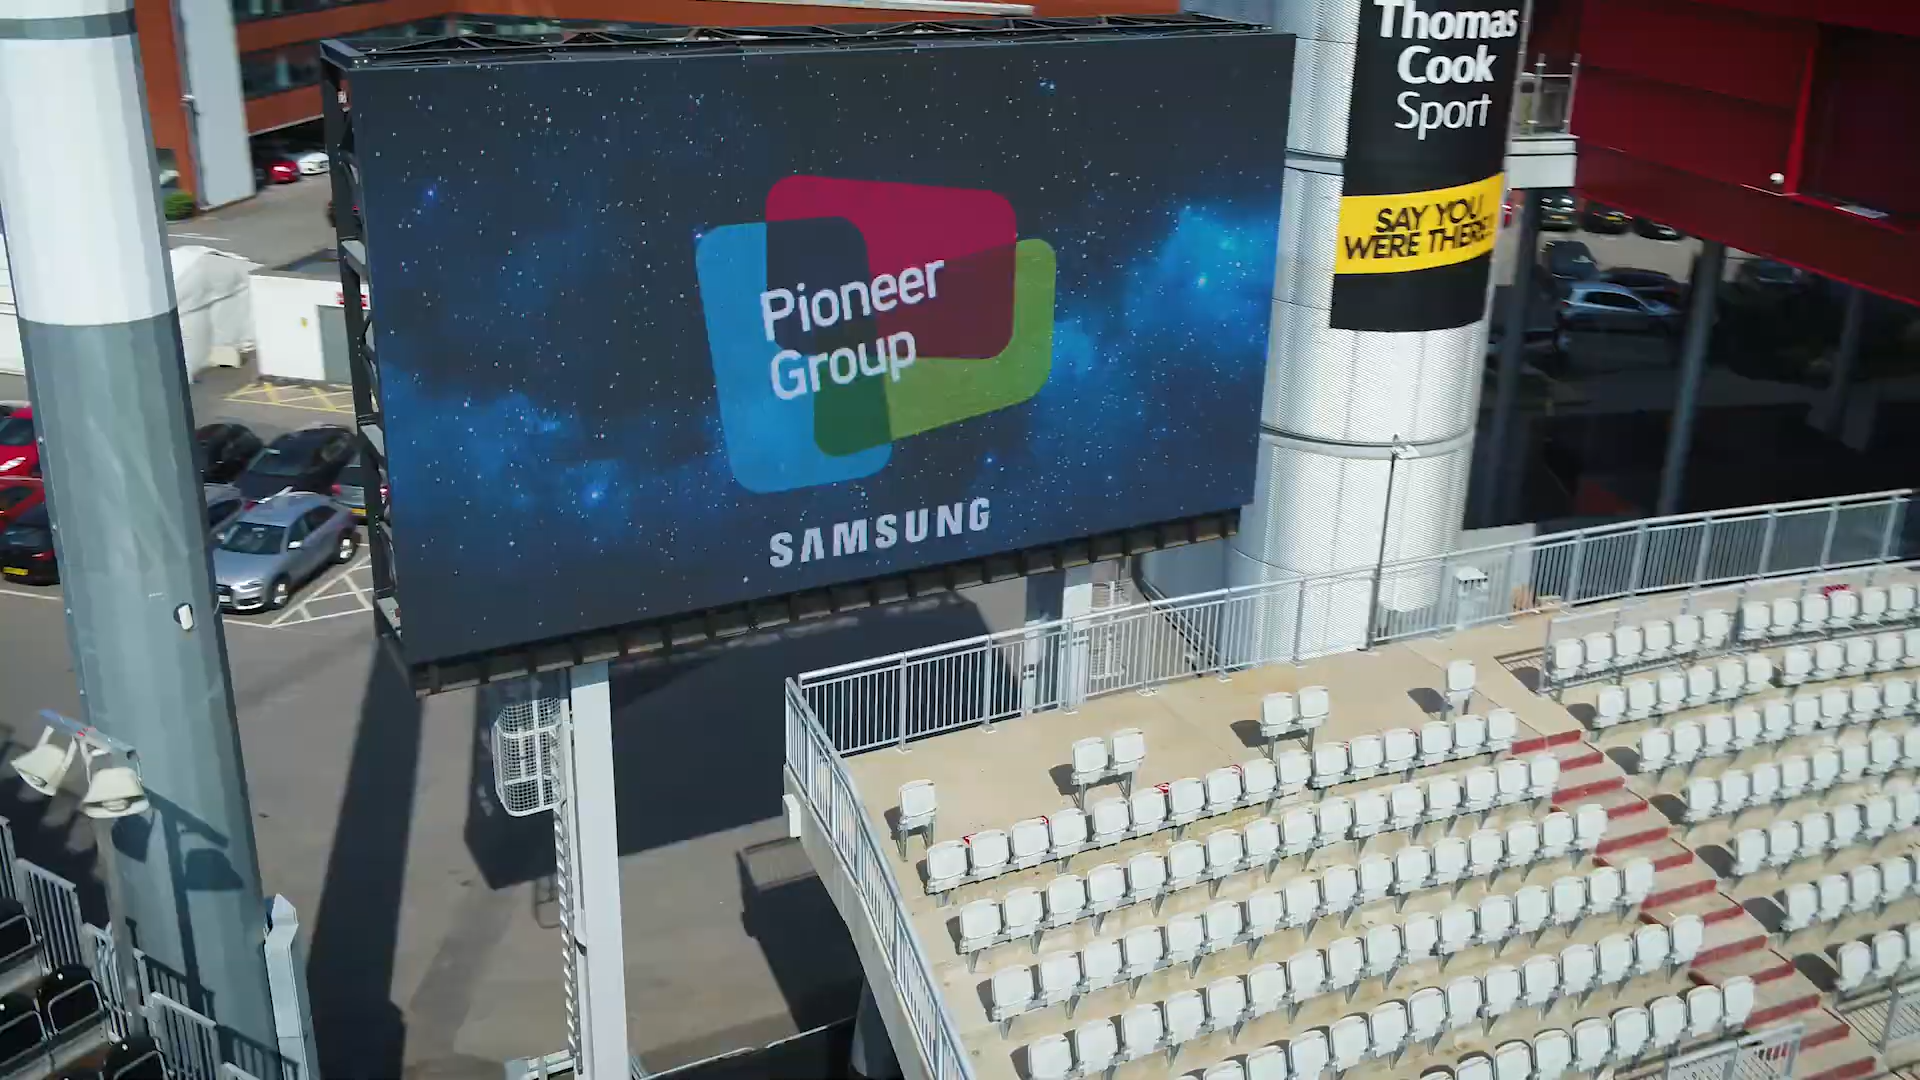 Pioneer
Group
SAMSUNG
Thomas
Cook
Sport
SAY YOU
WERE THERE